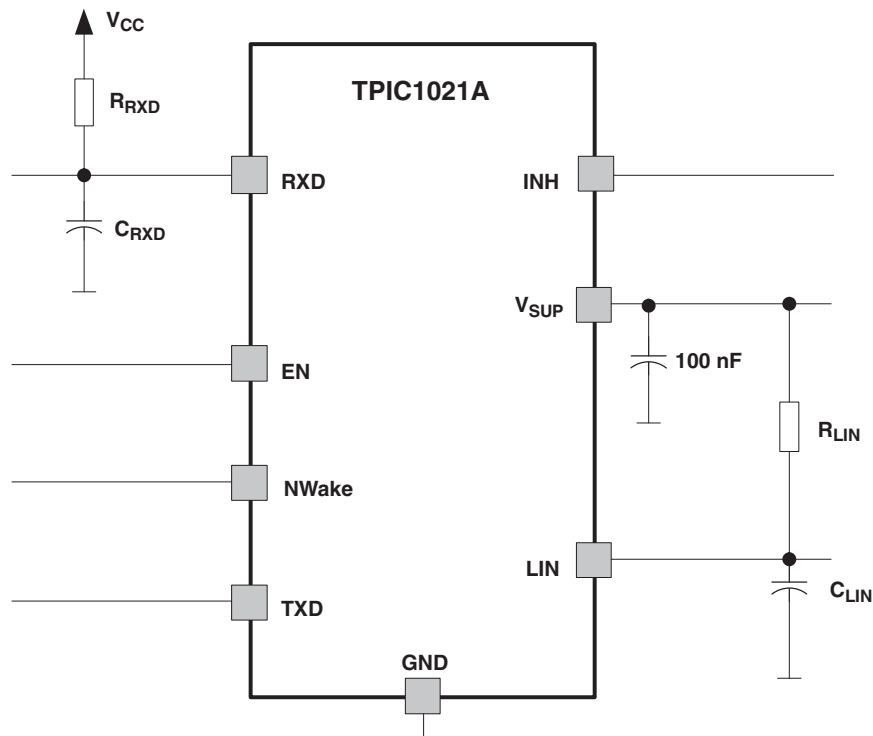 VCC
RRXD
TPIC1021A
RXD
INH
CRXD
VSUP
100 nF
EN
RLIN
NWake
LIN
CLIN
TXD
GND